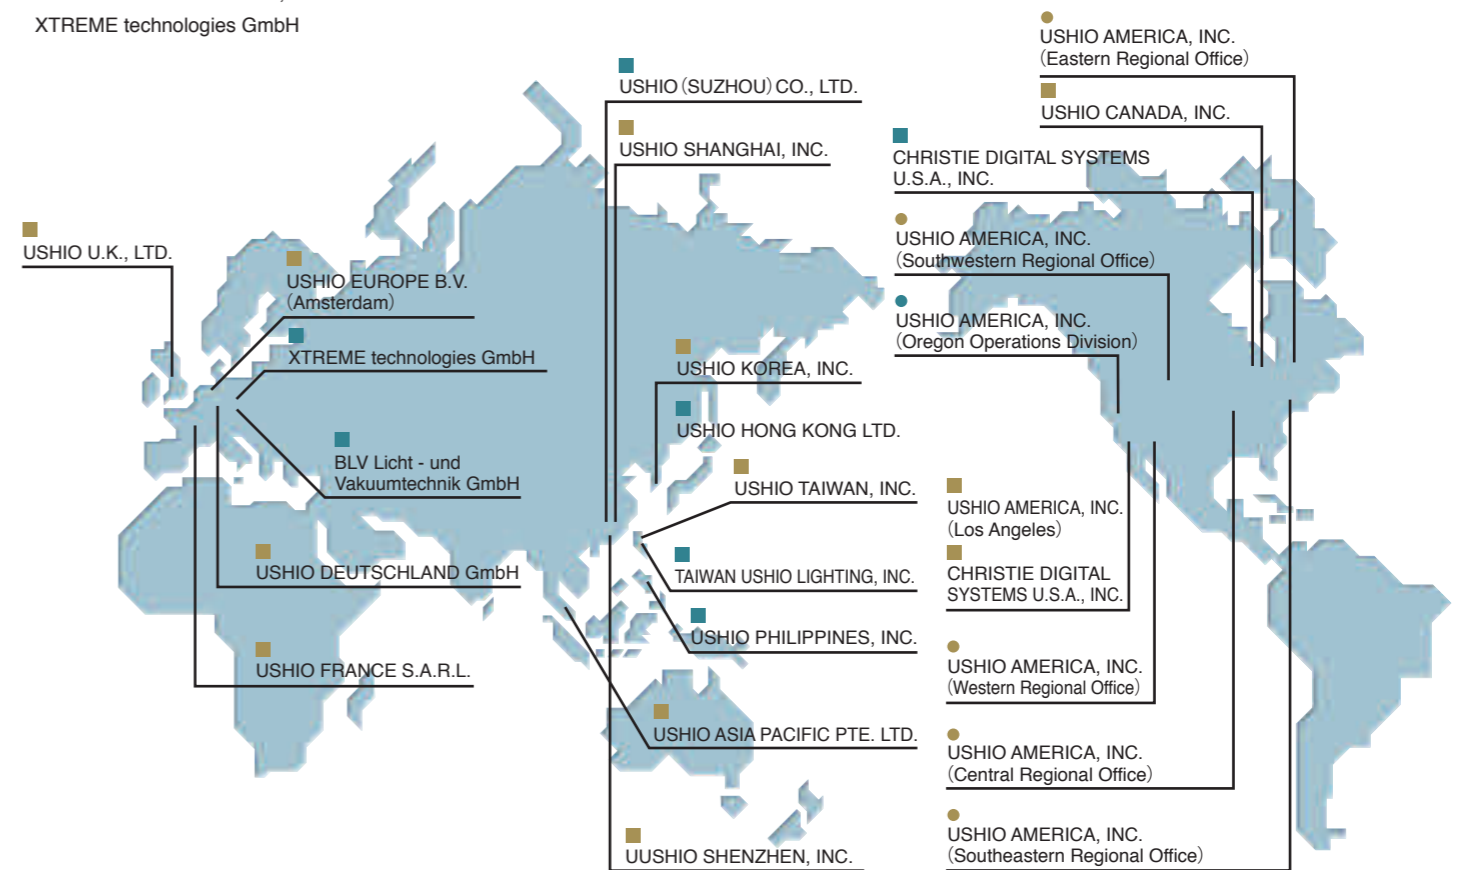 XTREME technologies GmbH
USHIO U.K., LTD.
USHIO EUROPE B.V.
(Amsterdam)
XTREME technologies GmbH
BLV Licht - und
Vakuumtechnik GmbH
USHIO DEUTSCHLAND GmbH
USHIO FRANCE S.A.R.L.
USHIO (SUZHOU) CO., LTD.
USHIO SHANGHAI, INC.
USHIO KOREA, INC.
USHIO HONG KONG LTD.
USHIO TAIWAN, INC.
TAIWAN USHIO LIGHTING, INC.
USHIO PHILIPPINES, INC.
USHIO ASIA PACIFIC PTE. LTD.
UUSHIO SHENZHEN, INC.
USHIO AMERICA, INC.
(Eastern Regional Office)
USHIO CANADA, INC.
CHRISTIE DIGITAL SYSTEMS
U.S.A., INC.
USHIO AMERICA, INC.
(Southwestern Regional Office)
USHIO AMERICA, INC.
(Oregon Operations Division)
USHIO AMERICA, INC.
(Los Angeles)
CHRISTIE DIGITAL
SYSTEMS U.S.A., INC.
USHIO AMERICA, INC.
(Western Regional Office)
USHIO AMERICA, INC.
(Central Regional Office)
USHIO AMERICA, INC.
(Southeastern Regional Office)